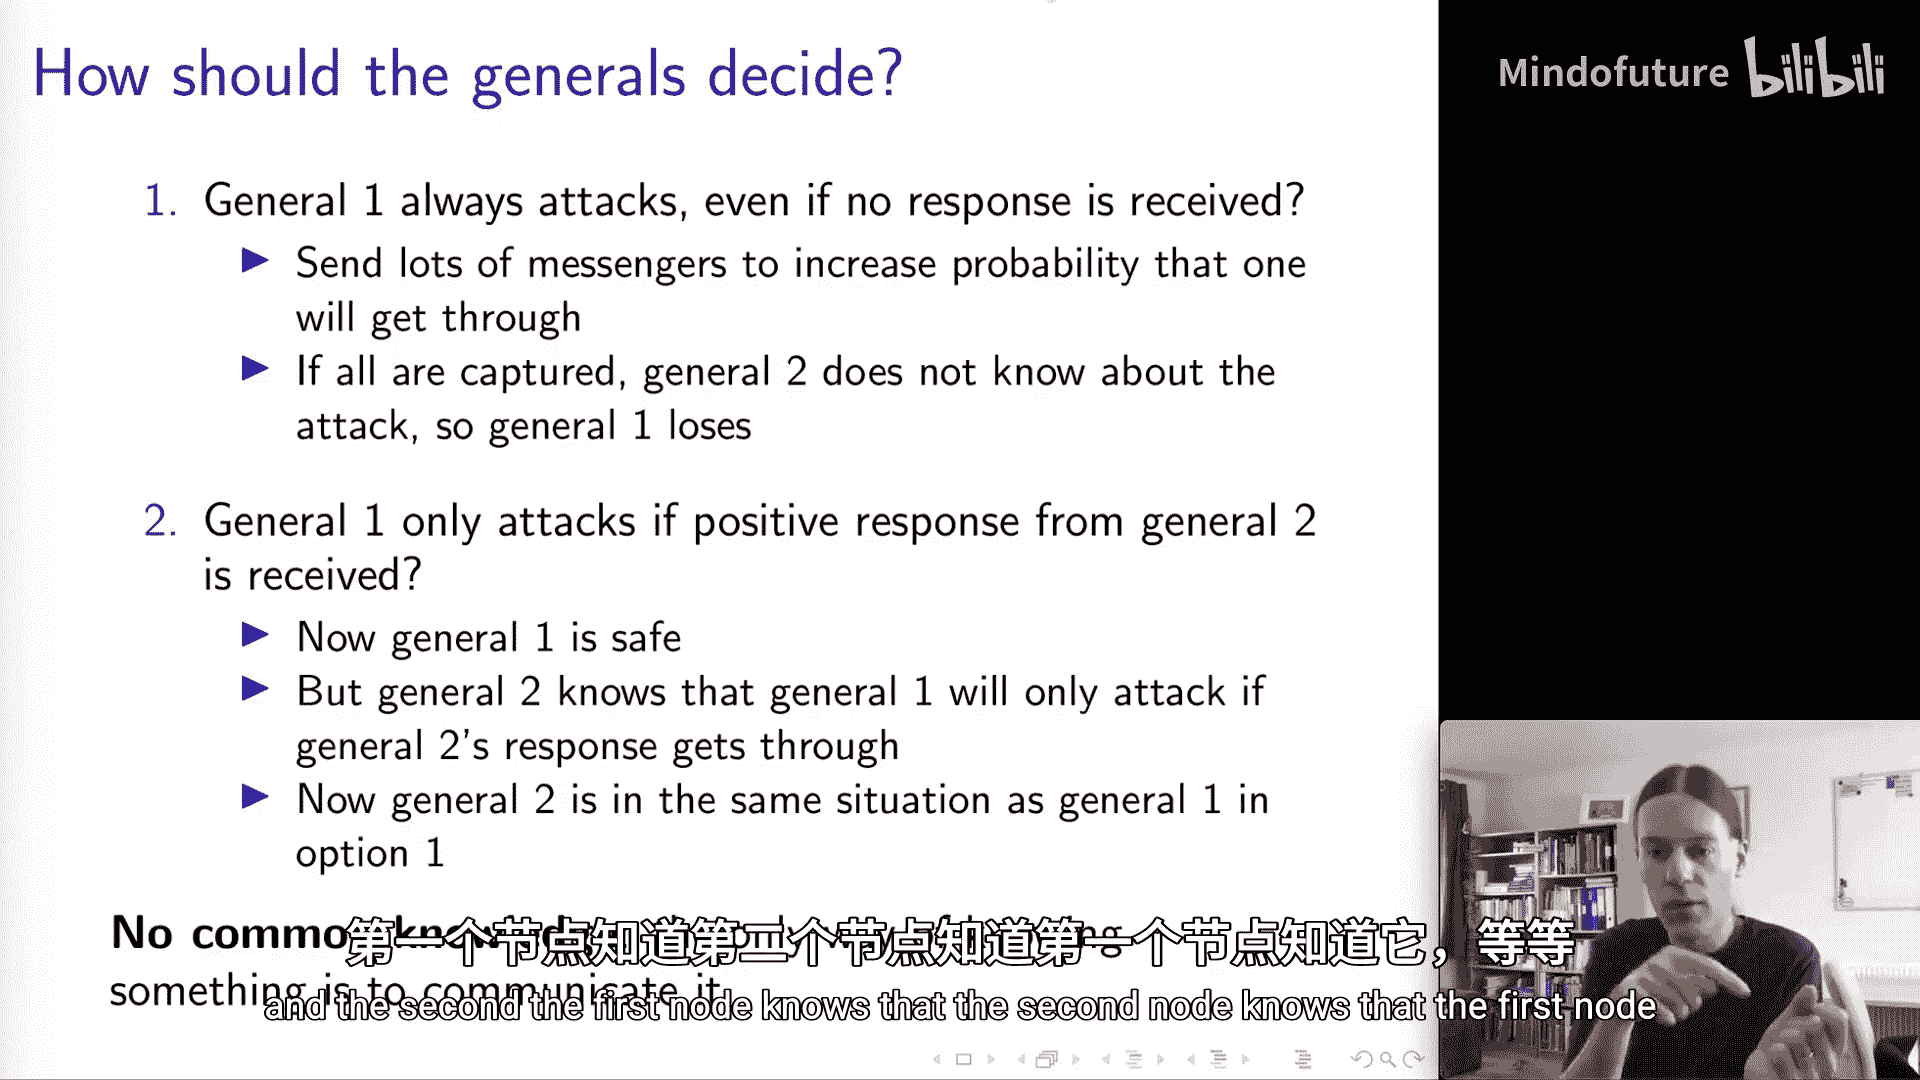 How should the generals decide?
Mindofuture bilibili
1. General 1 always attacks, even if no response is received?
Send lots of messengers to increase probability that one
will get through
If all are captured, general 2 does not know about the
attack, so general 1 loses
2. General 1 only attacks if positive response from general 2
is received?
Now general 1 is safe
But general 2 knows that general 1 will only attack if
general 2's response gets through
Now general 2 is in the same situation as general 1 in
option 1
No common
第一个节点知道第二个节点知道第一个节点知道它，等等
something is to communicate it
and the second the first node knows that the second node knows that the first node